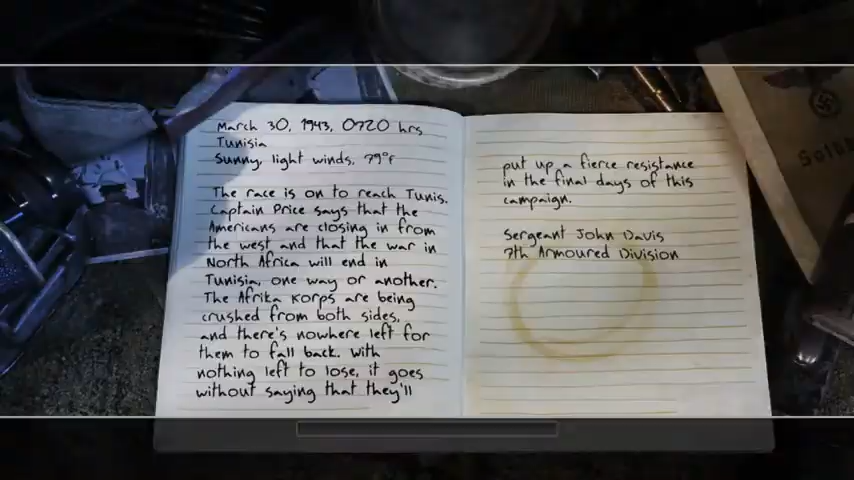 March 30, 1943, 0720 hrs
Tunisia
Sunny, light winds, 79°F
The race is on to reach Tunis.
Captain Price says that the
Americans are closing in from
the west and that the war in
North Africa will end in
Tunisia, one way or another.
The Afrika Korps are being
crushed from both sides,
and there's nowhere left for
them to fall back. With
nothing left to lose, it goes
without saying that they'll
put up a fierce resistance
in the final days of this
campaign.
Sergeant John Davis
7th Armoured Division